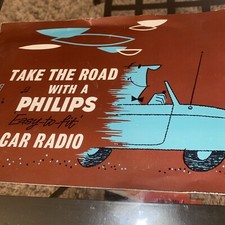 TAKE THE ROAD
WITH A
PHILIPS
'Easy-to-fit'
CAR RADIO